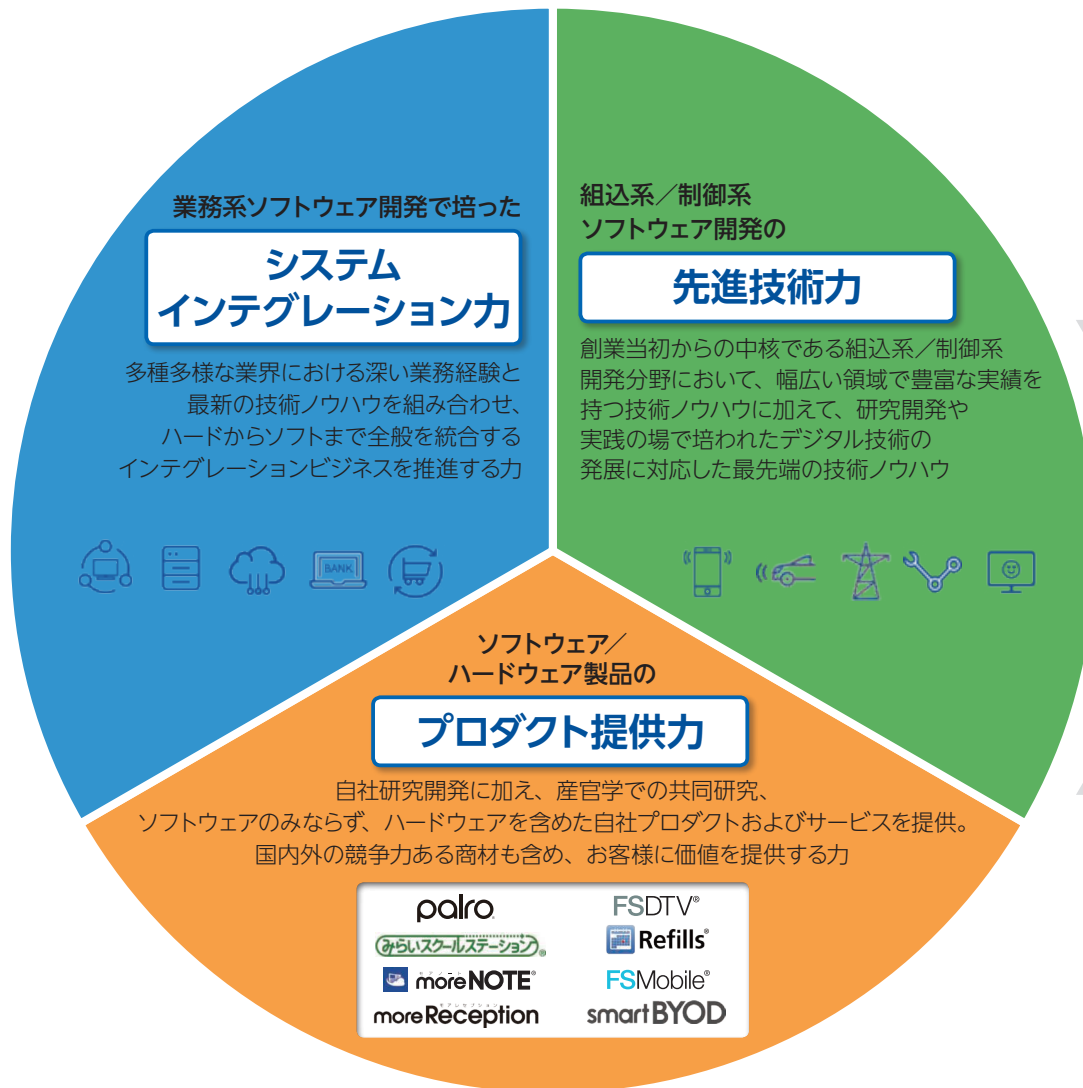 業務系ソフトウェア開発で培った
システム
インテグレーション力
多種多様な業界における深い業務経験と
最新の技術ノウハウを組み合わせ、
ハードからソフトまで全般を統合する
インテグレーションビジネスを推進する力
BANK
組込系／制御系
ソフトウェア開発の
先進技術力
創業当初からの中核である組込系／制御系
開発分野において、幅広い領域で豊富な実績を
持つ技術ノウハウに加えて、研究開発や
実践の場で培われたデジタル技術の
発展に対応した最先端の技術ノウハウ
ソフトウェア／
ハードウェア製品の
プロダクト提供力
自社研究開発に加え、産官学での共同研究、
ソフトウェアのみならず、ハードウェアを含めた自社プロダクトおよびサービスを提供。
国内外の競争力ある商材も含め、お客様に価値を提供する力
palro
みらいスクールステーション®
モアノート
moreNOTE®
モアレセプション
moreReception
FSDTV®
Refills®
FSMobile®
smartBYOD